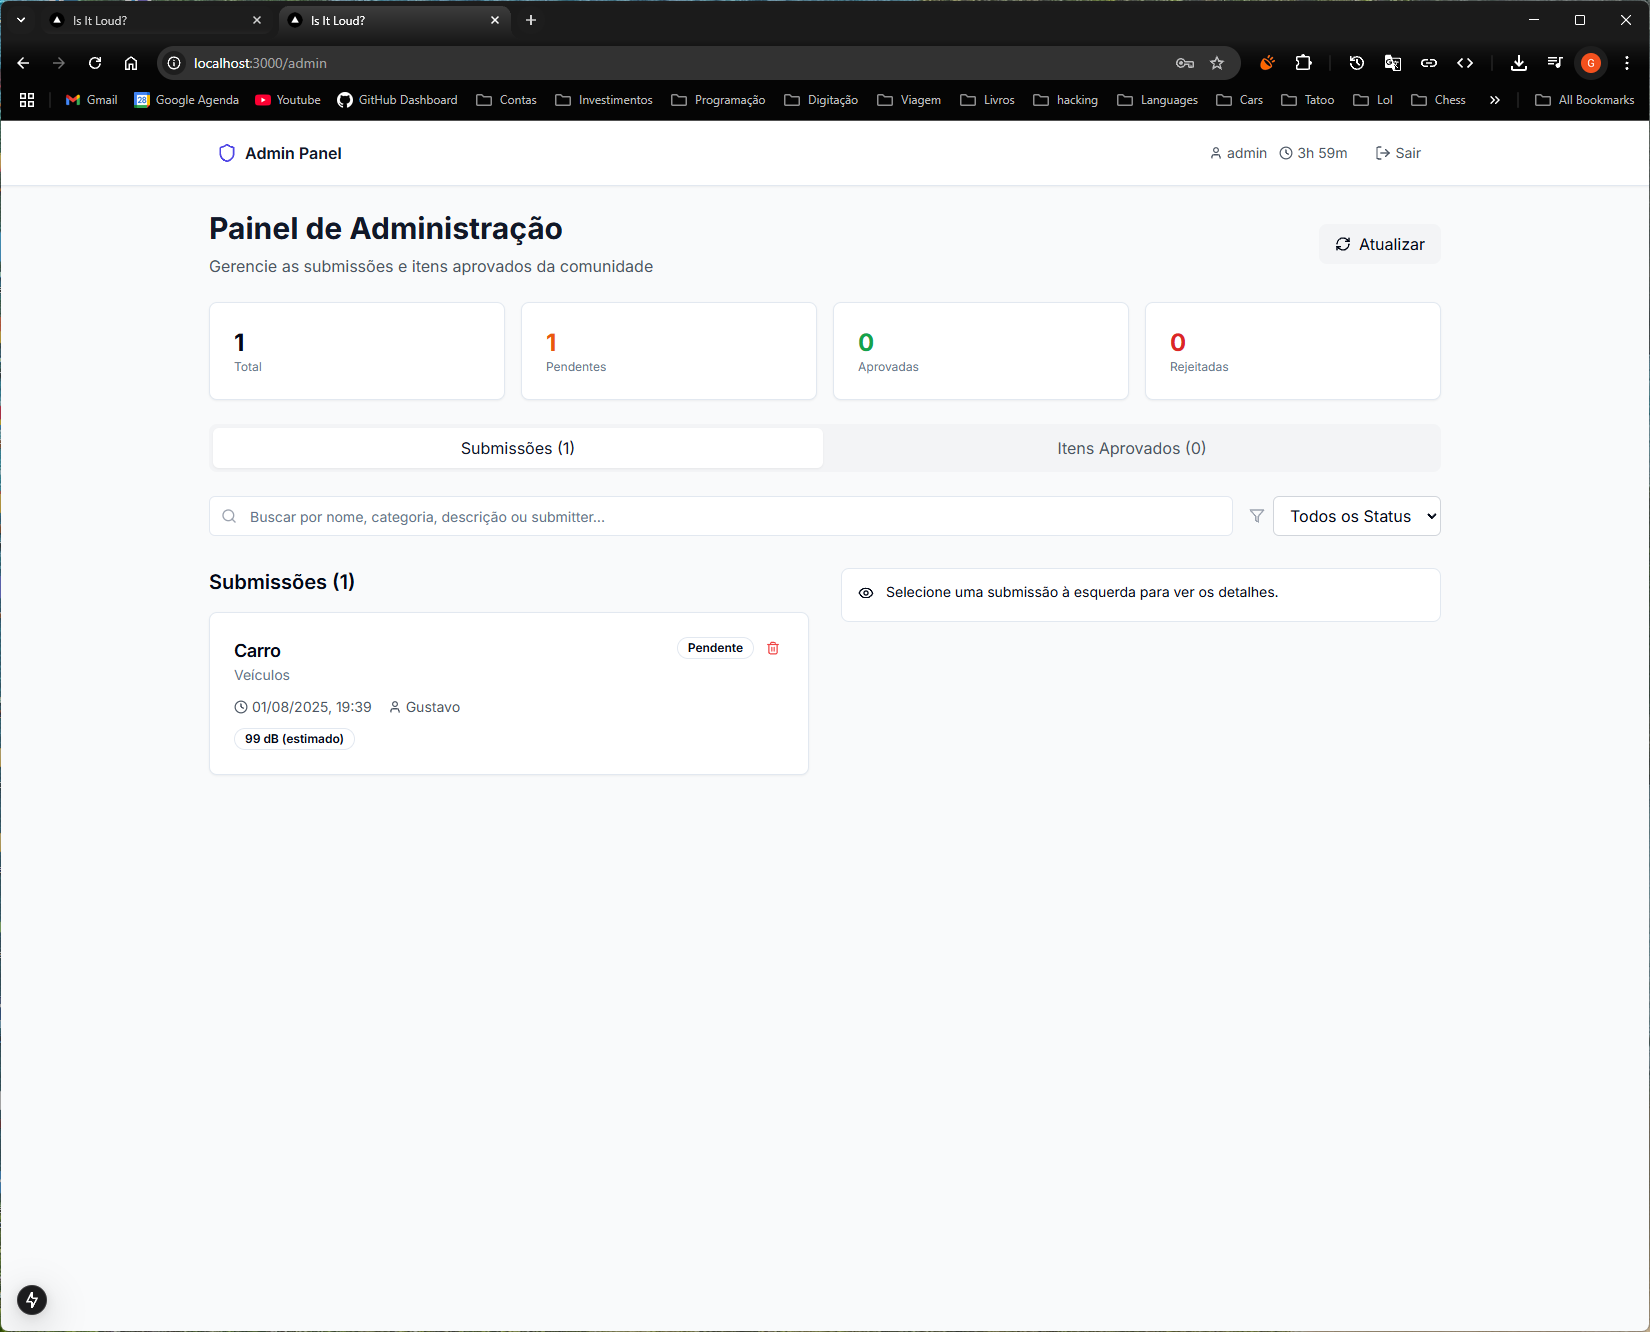 Is It Loud?
Is It Loud?
localhost:3000/admin
G
Gmail
28
Google Agenda
Youtube
GitHub Dashboard
Contas
Investimentos
Programação
Digitação
Viagem
Livros
hacking
Languages
Cars
Tatoo
Lol
Chess
All Bookmarks
Admin Panel
admin
3h 59m
Sair
Painel de Administração
Gerencie as submissões e itens aprovados da comunidade
Atualizar
1
Total
1
Pendentes
0
Aprovadas
0
Rejeitadas
Submissões (1)
Itens Aprovados (0)
Buscar por nome, categoria, descrição ou submitter...
Todos os Status
Submissões (1)
Selecione uma submissão à esquerda para ver os detalhes.
Carro
Pendente
Veículos
01/08/2025, 19:39
Gustavo
99 dB (estimado)